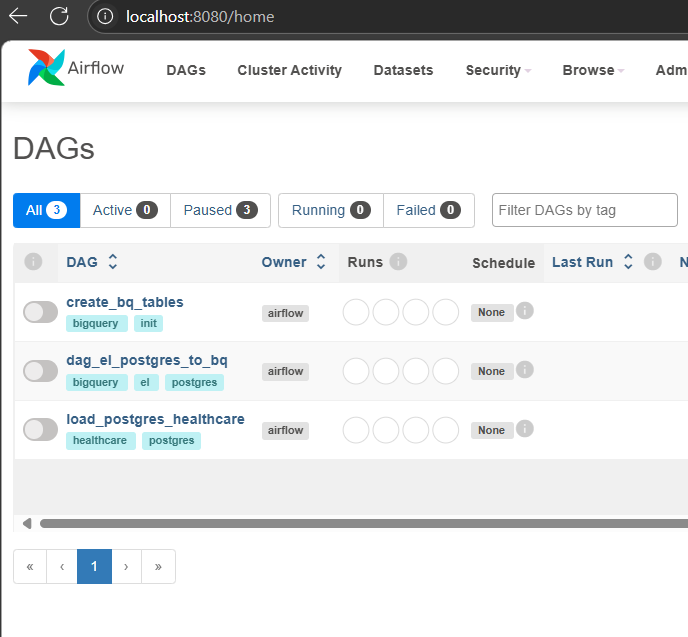 localhost:8080/home
Airflow DAGs Cluster Activity Datasets Security Browse Adm
DAGs
All 3 Active 0 Paused 3 Running 0 Failed 0 Filter DAGs by tag
DAG Owner Runs Schedule Last Run N
create_bq_tables airflow None
bigquery init
dag_el_postgres_to_bq airflow None
bigquery el postgres
load_postgres_healthcare airflow None
healthcare postgres
« ‹ 1 › »